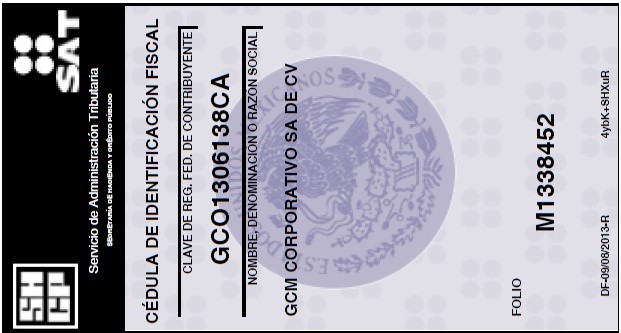 SHCP
SAT
Servicio de Administración Tributaria
SECRETARÍA DE HACIENDA Y CRÉDITO PÚBLICO
CÉDULA DE IDENTIFICACIÓN FISCAL
CLAVE DE REG. FED. DE CONTRIBUYENTE
GCO1306138CA
NOMBRE, DENOMINACIÓN O RAZÓN SOCIAL
GCM CORPORATIVO SA DE CV
FOLIO
M1338452
DF-09/08/2013-R
4ybK+SHXuR